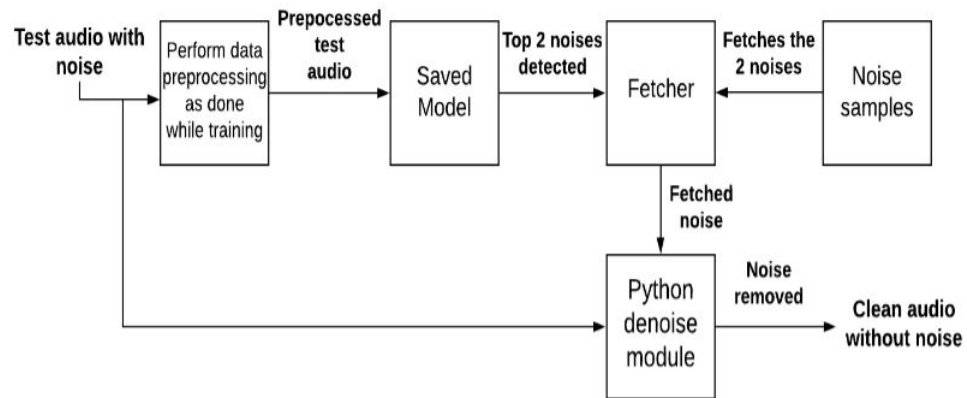 Test audio with
noise
Perform data
preprocessing
as done
while training
Prepocessed
test
audio
Saved
Model
Top 2 noises
detected
Fetcher
Fetches the
2 noises
Noise
samples
Fetched
noise
Python
denoise
module
Noise
removed
Clean audio
without noise